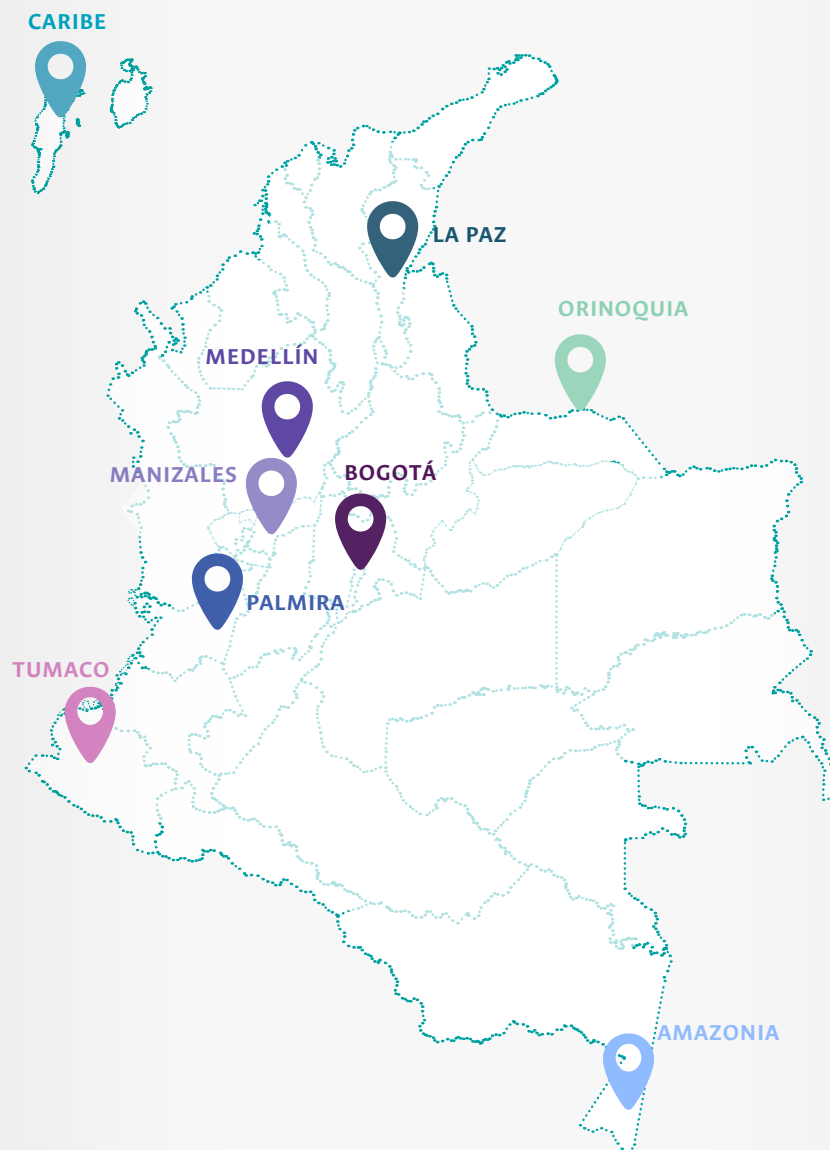 CARIBE
LA PAZ
ORINOQUIA
MEDELLÍN
MANIZALES
BOGOTÁ
PALMIRA
TUMACO
AMAZONIA